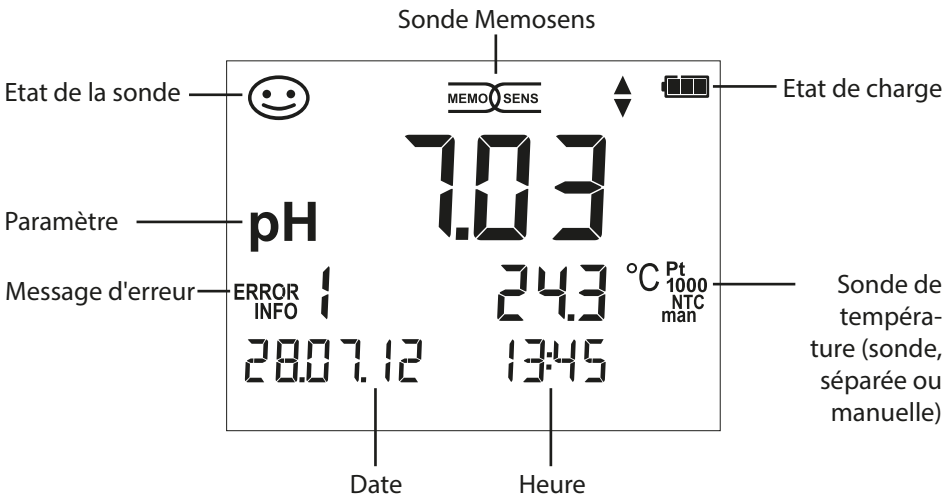 Sonde Memosens
Etat de la sonde
MEMO SENS
Etat de charge
7.03
Paramètre
pH
Message d'erreur
ERROR
INFO
1
24.3
°C
Pt
1000
NTC
man
Sonde de
tempéra-
ture (sonde,
séparée ou
manuelle)
28.07.12
13:45
Date
Heure